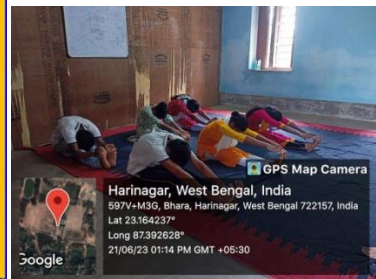 GPS Map Camera
Harinagar, West Bengal, India
597V+M3G, Bhara, Harinagar, West Bengal 722157, India
Lat 23.164237°
Long 87.392628°
21/06/23 01:14 PM GMT +05:30
Google